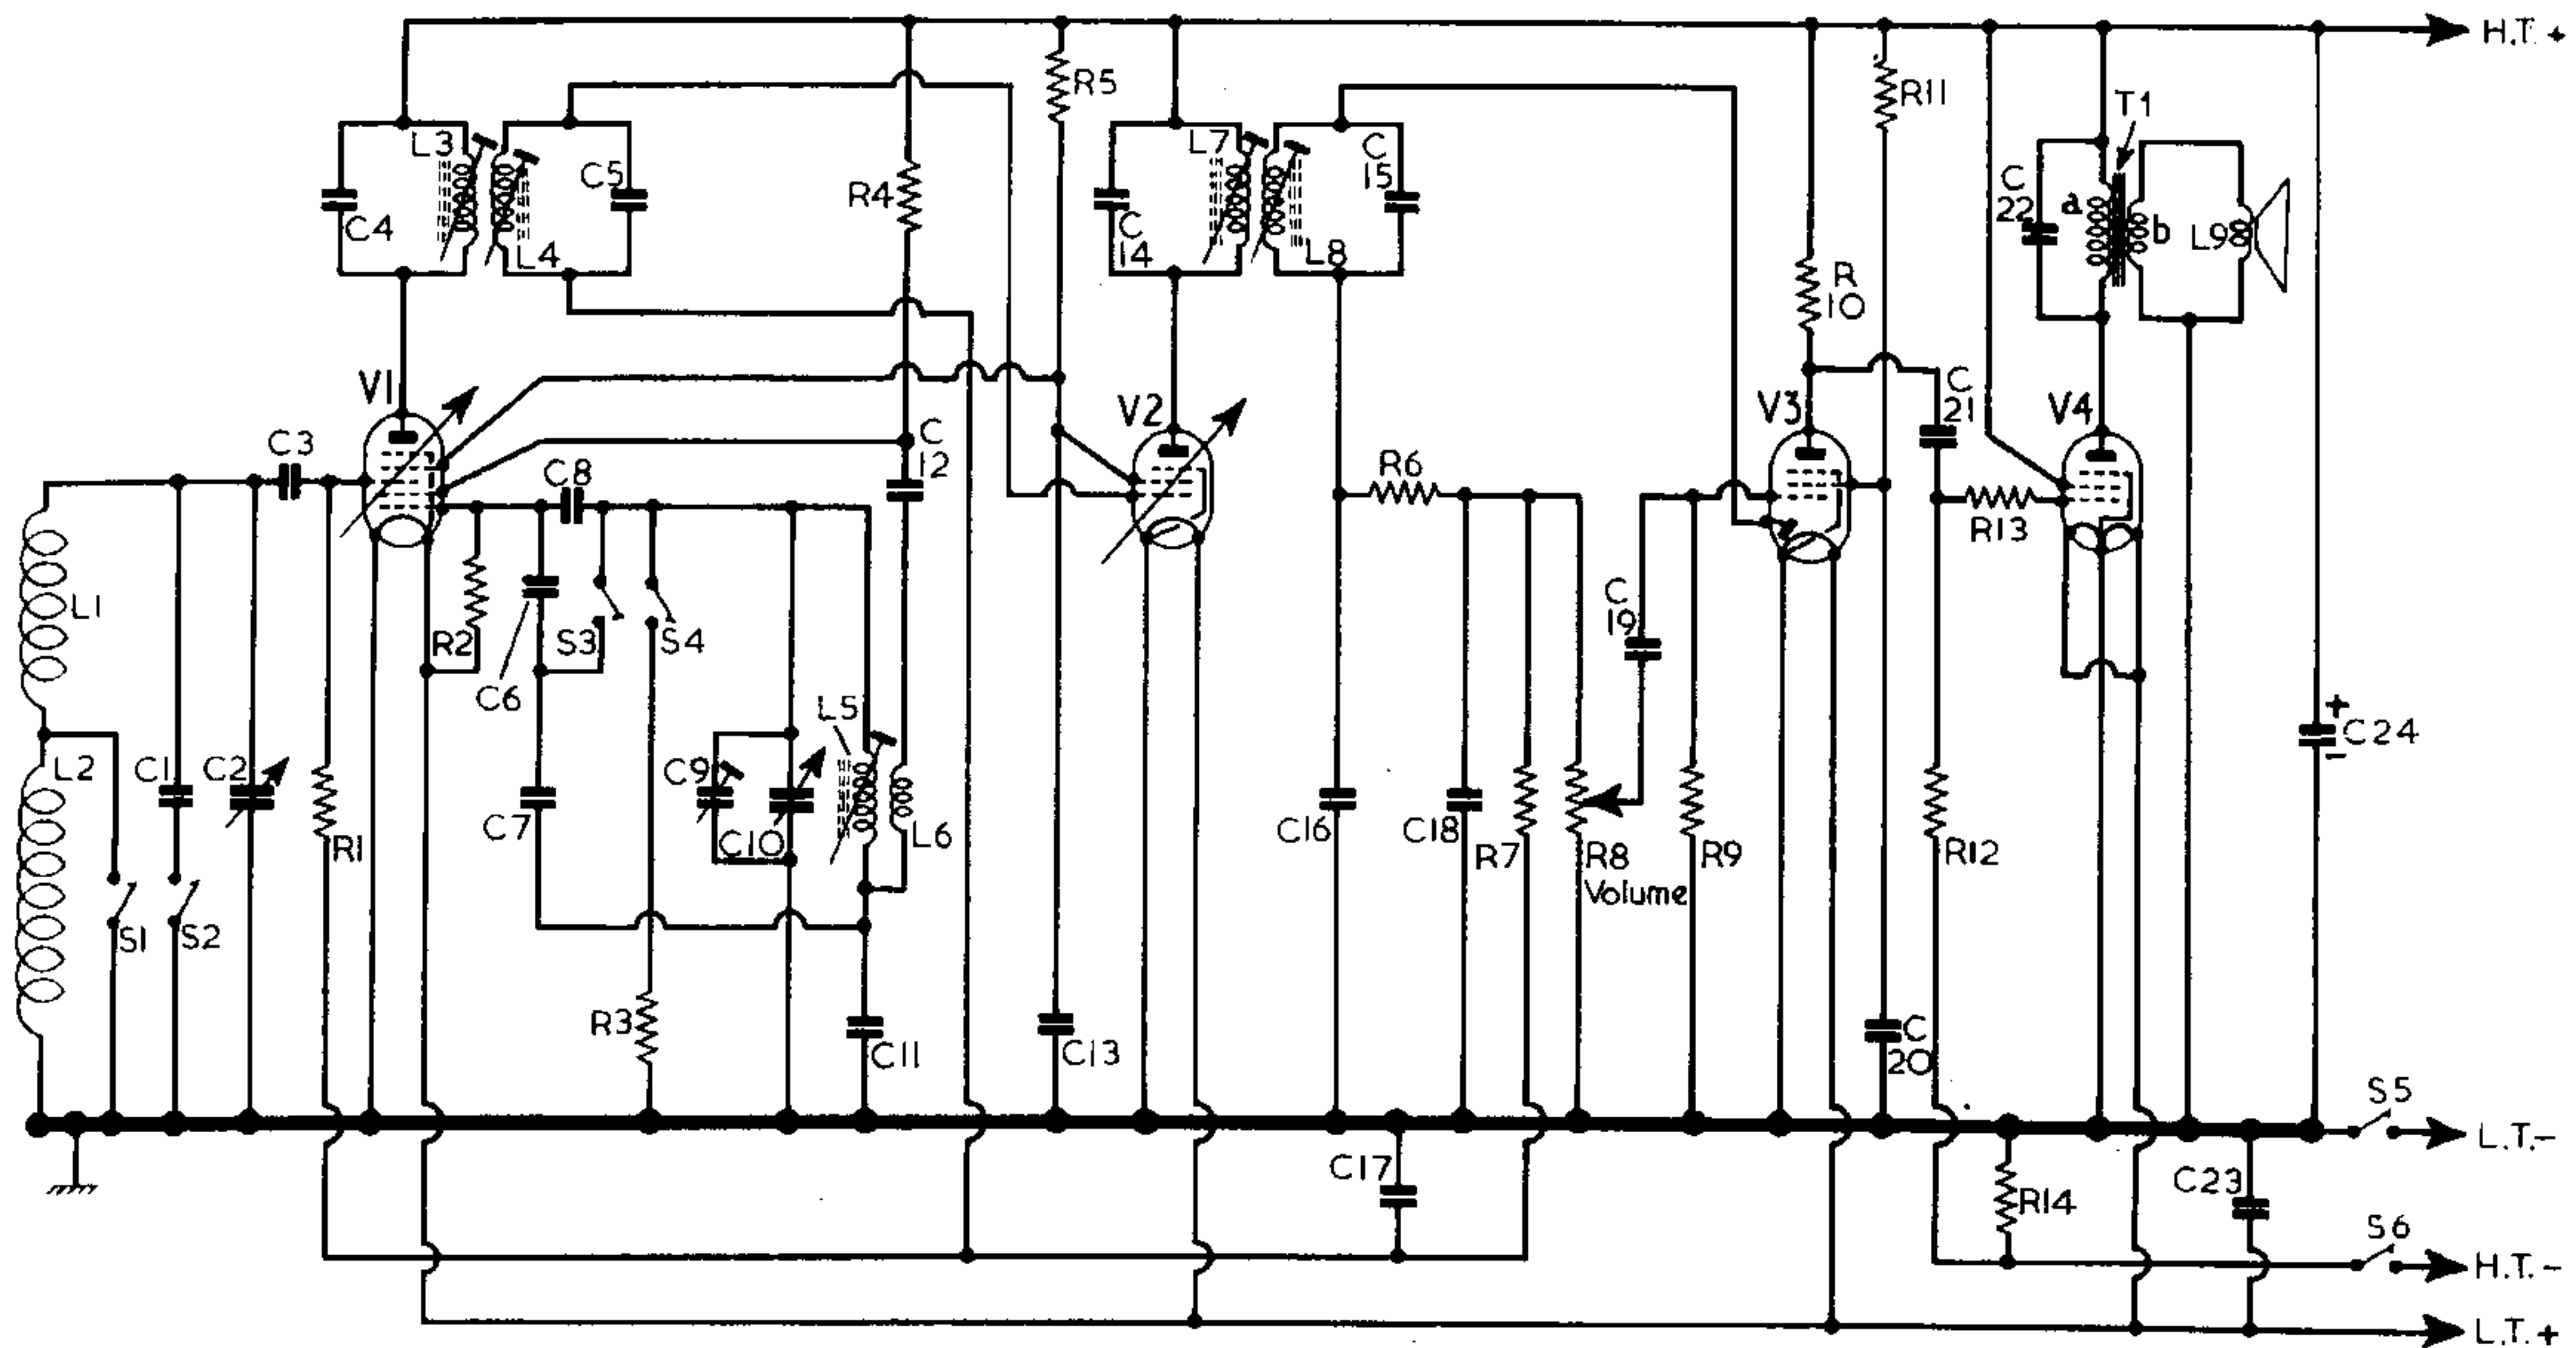 H.T. +
R5
R11
T1
L3
L7
C5
C 15
R4
C 22
a
b
L9
C4
L4
C 14
L8
R 10
V1
V2
V3
C 21
V4
C3
C8
C 12
R6
R13
L1
R2
S3
S4
C6
C 19
L5
+
C24
-
L2
C1
C2
C9
C7
C10
L6
R1
C16
C18
R7
R8
Volume
R9
R12
S1
S2
R3
C11
C13
C 20
S5
L.T.-
C17
C23
R14
S6
H.T.-
L.T.+